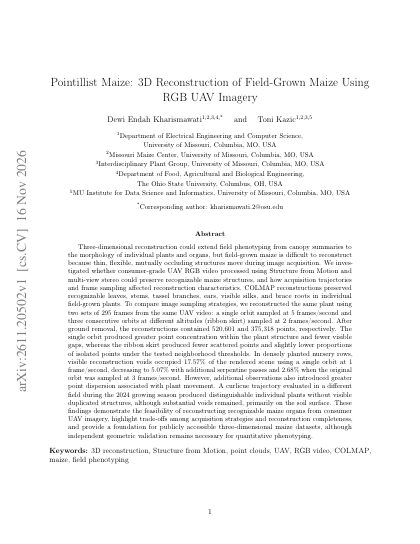 Pointillist Maize: 3D Reconstruction of Field-Grown Maize Using
RGB UAV Imagery
Dewi Endah Kharismawati1,2,3,4,* and Toni Kazic1,2,3,5
1Department of Electrical Engineering and Computer Science,
University of Missouri, Columbia, MO, USA
2Missouri Maize Center, University of Missouri, Columbia, MO, USA
3Interdisciplinary Plant Group, University of Missouri, Columbia, MO, USA
4Department of Food, Agricultural and Biological Engineering,
The Ohio State University, Columbus, OH, USA
5MU Institute for Data Science and Informatics, University of Missouri, Columbia, MO, USA
*Corresponding author: kharismawati.2@osu.edu
arXiv:2611.20502v1 [cs.CV] 16 Nov 2026
Abstract
Three-dimensional reconstruction could extend field phenotyping from canopy summaries to
the morphology of individual plants and organs, but field-grown maize is difficult to reconstruct
because thin, flexible, mutually occluding structures move during image acquisition. We inves-
tigated whether consumer-grade UAV RGB video processed using Structure from Motion and
multi-view stereo could preserve recognizable maize structures, and how acquisition trajectories
and frame sampling affected reconstruction characteristics. COLMAP reconstructions preserved
recognizable leaves, stems, tassel branches, ears, visible silks, and brace roots in individual
field-grown plants. To compare image sampling strategies, we reconstructed the same plant using
two sets of 295 frames from the same UAV video: a single orbit sampled at 5 frames/second and
three consecutive orbits at different altitudes (ribbon skirt) sampled at 2 frames/second. After
ground removal, the reconstructions contained 520,601 and 375,318 points, respectively. The
single orbit produced greater point concentration within the plant structure and fewer visible
gaps, whereas the ribbon skirt produced fewer scattered points and slightly lower proportions
of isolated points under the tested neighborhood thresholds. In densely planted nursery rows,
visible reconstruction voids occupied 17.57% of the rendered scene using a single orbit at 1
frame/second, decreasing to 5.07% with additional serpentine passes and 2.68% when the original
orbit was sampled at 3 frames/second. However, additional observations also introduced greater
point dispersion associated with plant movement. A curlicue trajectory evaluated in a different
field during the 2024 growing season produced distinguishable individual plants without visible
duplicated structures, although substantial voids remained, primarily on the soil surface. These
findings demonstrate the feasibility of reconstructing recognizable maize organs from consumer
UAV imagery, highlight trade-offs among acquisition strategies and reconstruction completeness,
and provide a foundation for publicly accessible three-dimensional maize datasets, although
independent geometric validation remains necessary for quantitative phenotyping.
Keywords: 3D reconstruction, Structure from Motion, point clouds, UAV, RGB video, COLMAP,
maize, field phenotyping
1